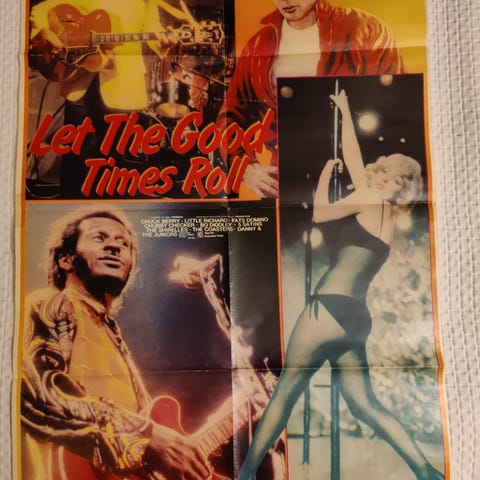 Let The Good
Times Roll
CHUCK BERRY · LITTLE RICHARD · FATS DOMINO
CHUBBY CHECKER · BO DIDDLEY · 5 SATINS
THE SHIRELLES · THE COASTERS · DANNY &
THE JUNIORS